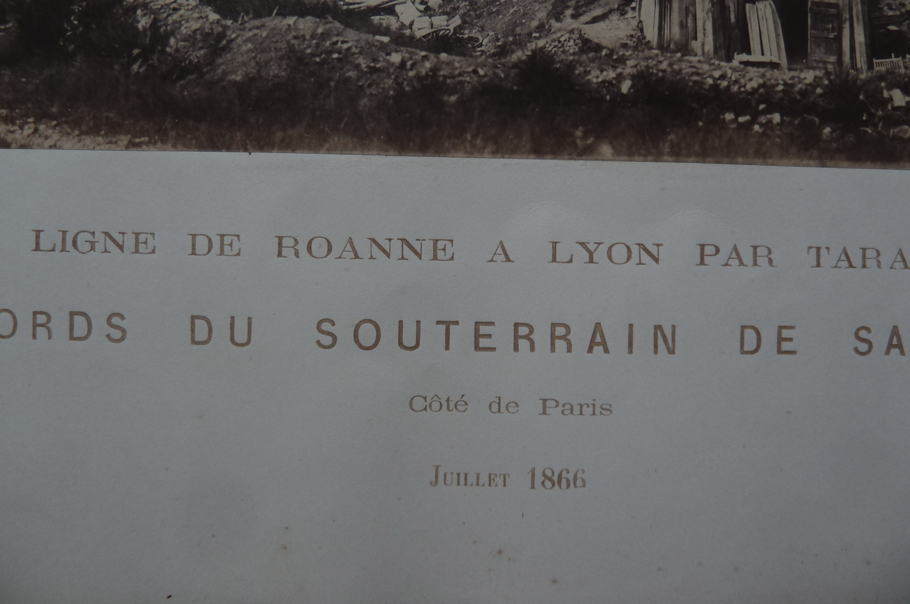 LIGNE DE ROANNE A LYON PAR TARA
ORDS DU SOUTERRAIN DE SA
Côté de Paris
JUILLET 1866